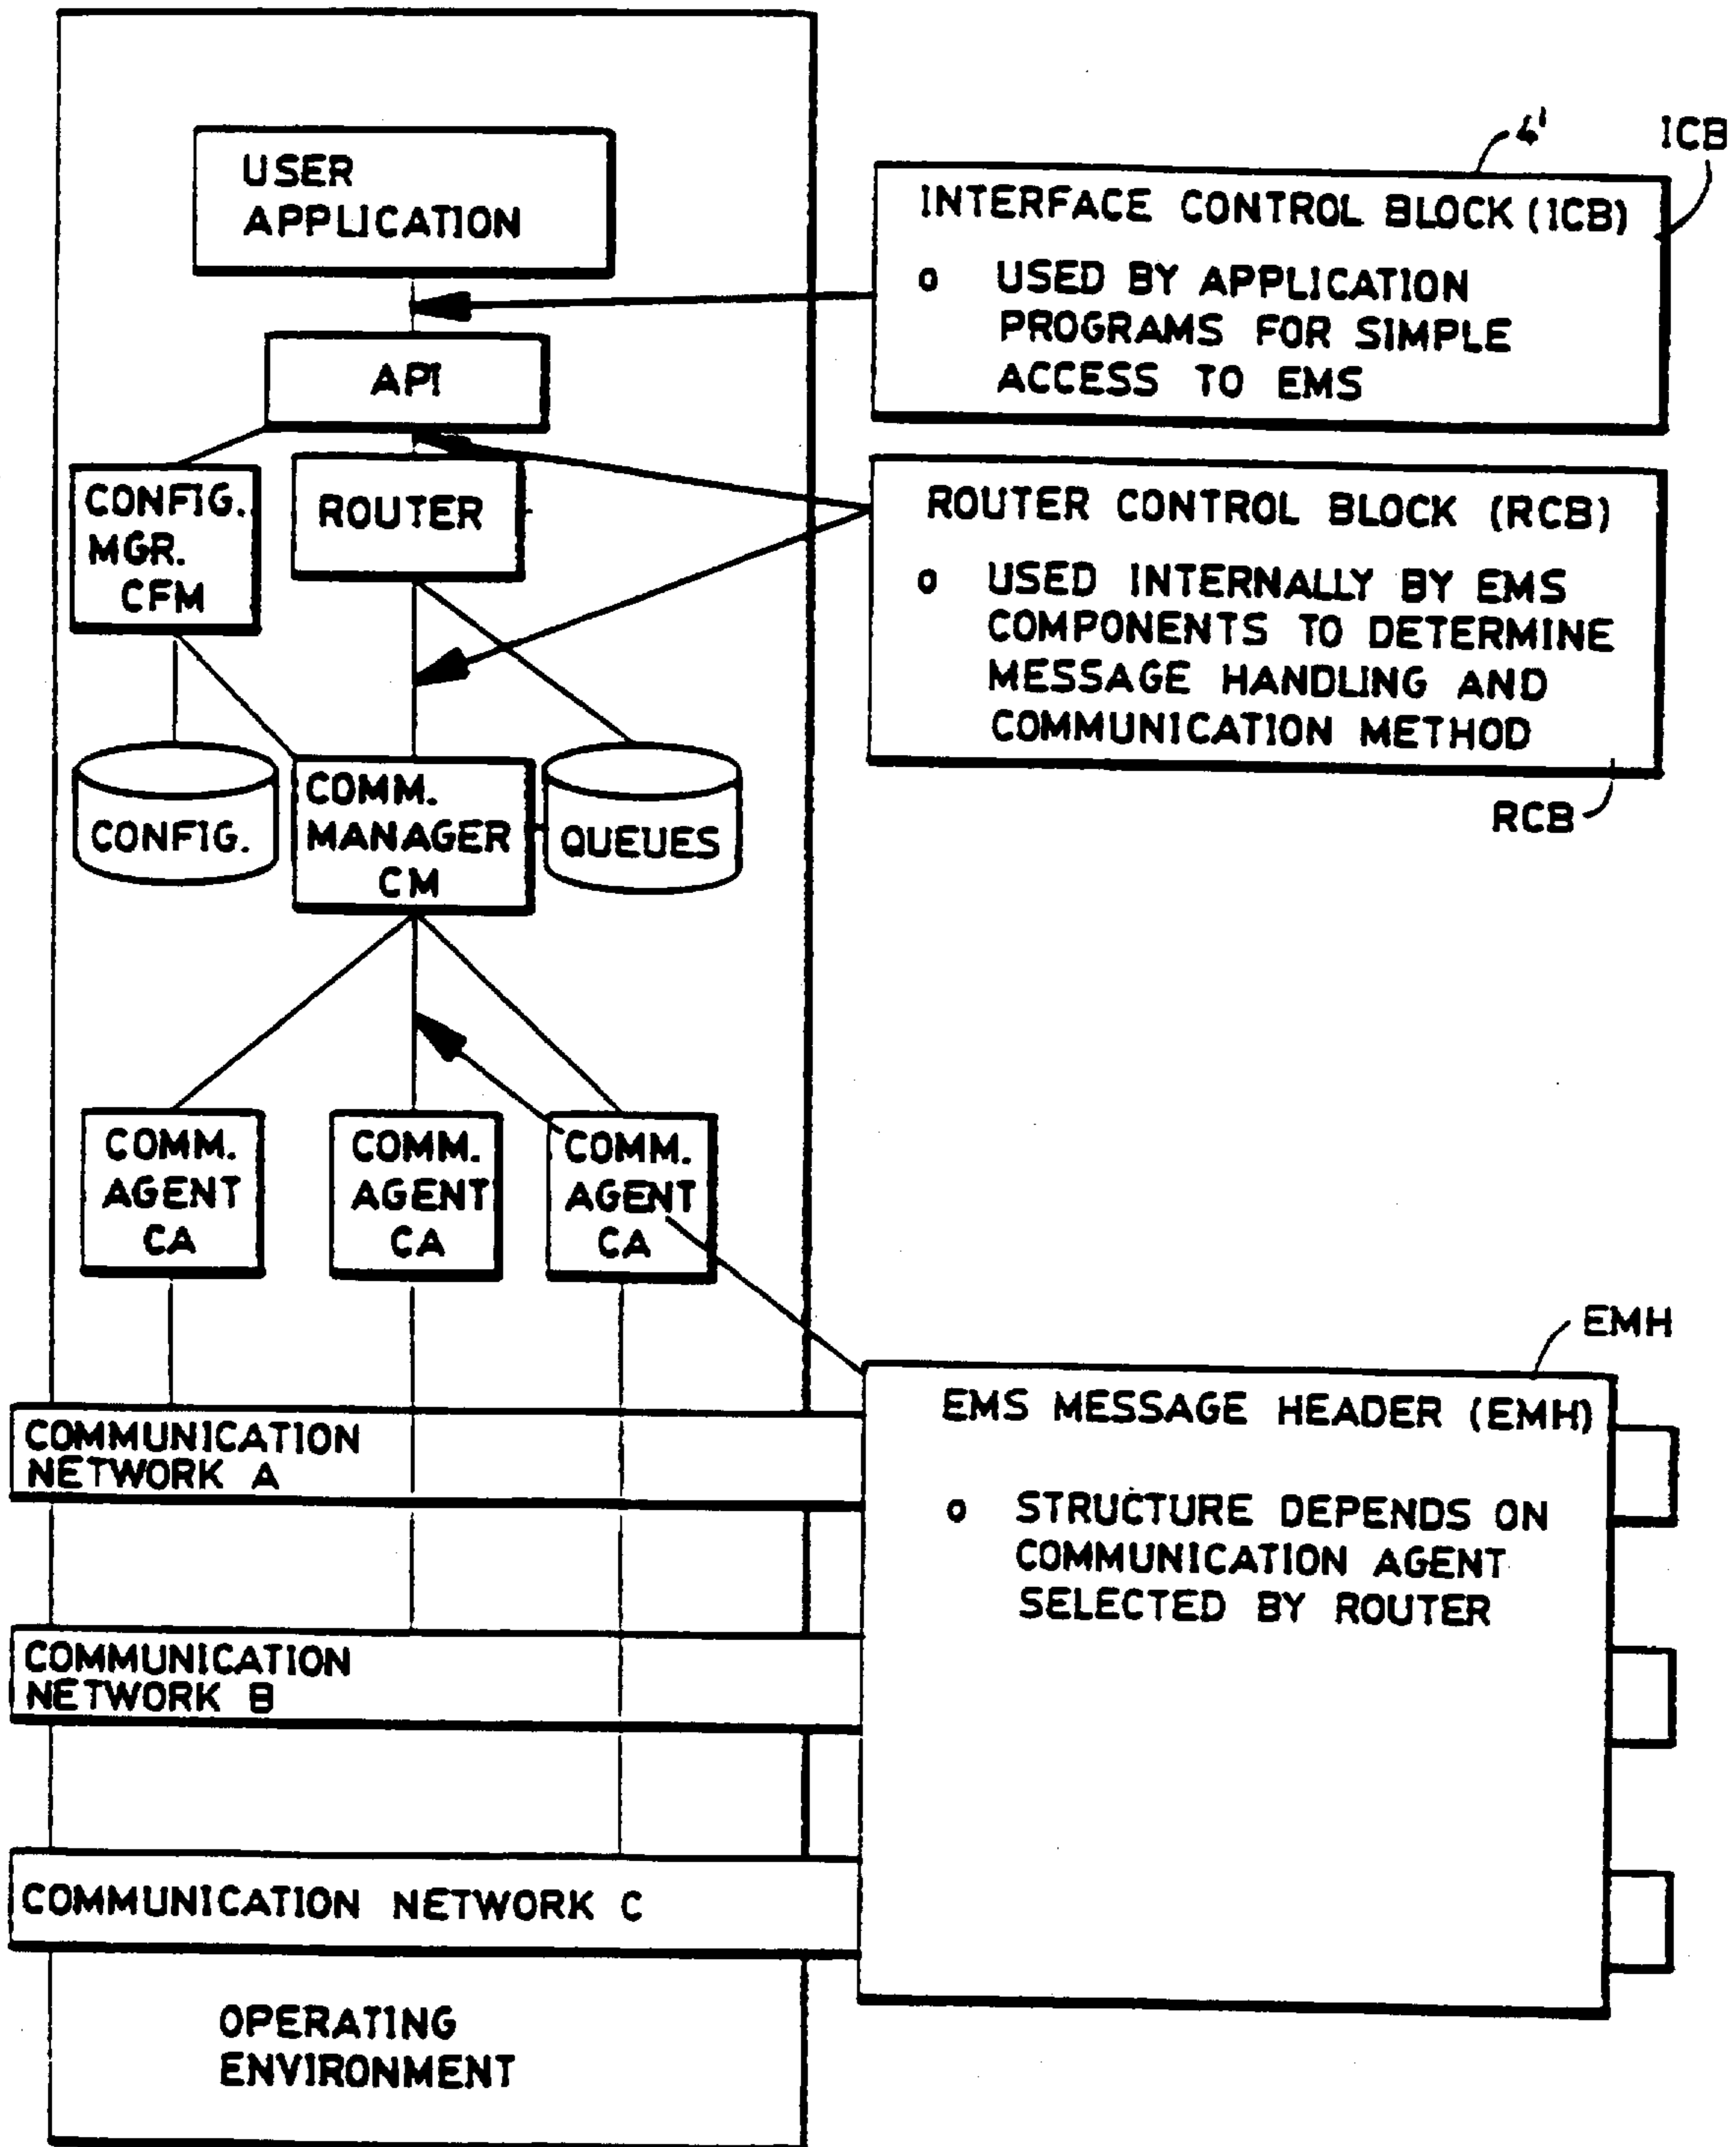 USER
APPLICATION
API
CONFIG.
MGR.
CFM
ROUTER
CONFIG.
COMM.
MANAGER
CM
QUEUES
COMM.
AGENT
CA
COMM.
AGENT
CA
COMM.
AGENT
CA
COMMUNICATION
NETWORK A
COMMUNICATION
NETWORK B
COMMUNICATION NETWORK C
OPERATING
ENVIRONMENT
4'
ICB
INTERFACE CONTROL BLOCK (ICB)
o USED BY APPLICATION
PROGRAMS FOR SIMPLE
ACCESS TO EMS
ROUTER CONTROL BLOCK (RCB)
o USED INTERNALLY BY EMS
COMPONENTS TO DETERMINE
MESSAGE HANDLING AND
COMMUNICATION METHOD
RCB
EMH
EMS MESSAGE HEADER (EMH)
o STRUCTURE DEPENDS ON
COMMUNICATION AGENT
SELECTED BY ROUTER